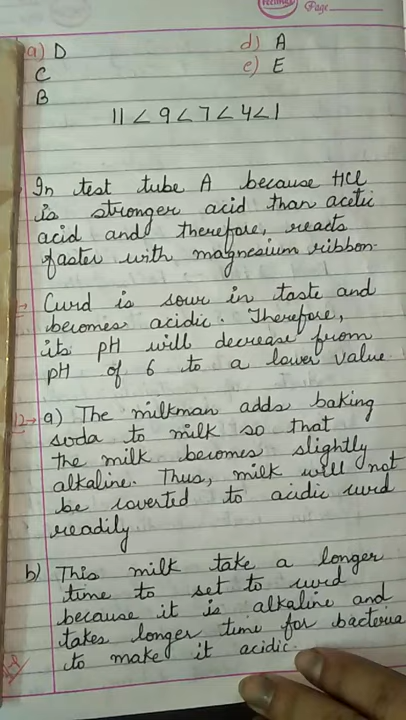 Page
a) D
d) A
C
e) E
B
11 < 9 < 7 < 4 < 1
In test tube A because HCl
is stronger acid than acetic
acid and therefore, reacts
faster with magnesium ribbon.
Curd is sour in taste and
becomes acidic. Therefore,
its pH will decrease from
pH of 6 to a lower value.
12→ a) The milkman adds baking
soda to milk so that
the milk becomes slightly
alkaline. Thus, milk will not
be coverted to acidic curd
readily
b) This milk take a longer
time to set to curd
because it is alkaline and
takes longer time for bacteria
to make it acidic.